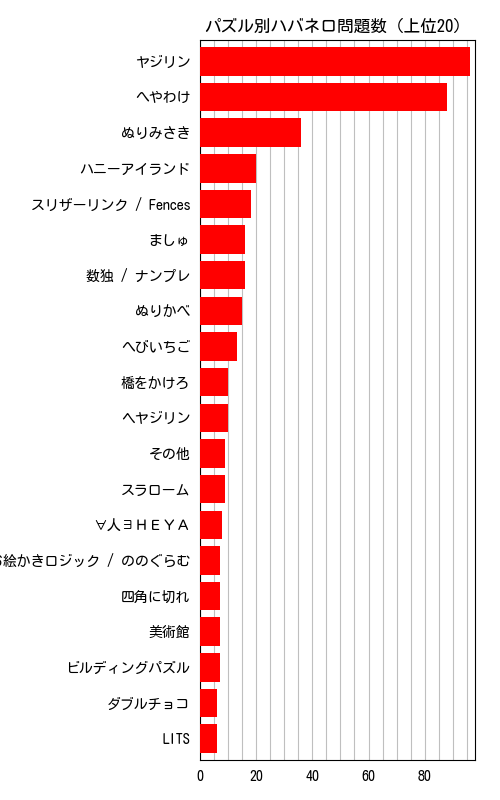 パズル別ハバネロ問題数 (上位20)
ヤジリン
へやわけ
ぬりみさき
ハニーアイランド
スリザーリンク / Fences
ましゅ
数独 / ナンプレ
ぬりかべ
へびいちご
橋をかけろ
ヘヤジリン
その他
スラローム
∀人∃ＨＥＹＡ
絵かきロジック / ののぐらむ
四角に切れ
美術館
ビルディングパズル
ダブルチョコ
LITS
0 20 40 60 80